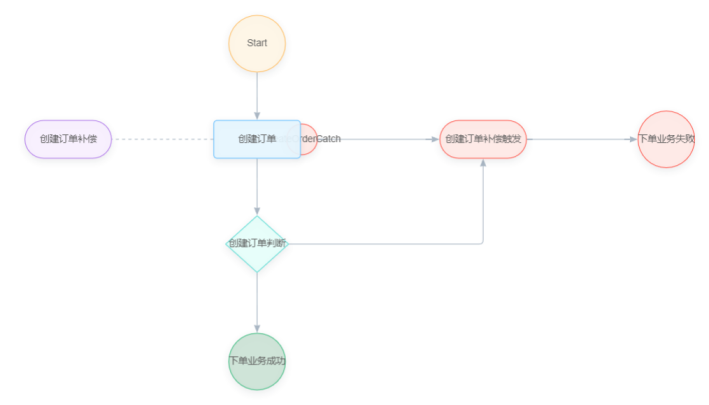 Start
创建订单补偿
创建订单
OrderCatch
创建订单补偿触发
下单业务失败
创建订单判断
下单业务成功